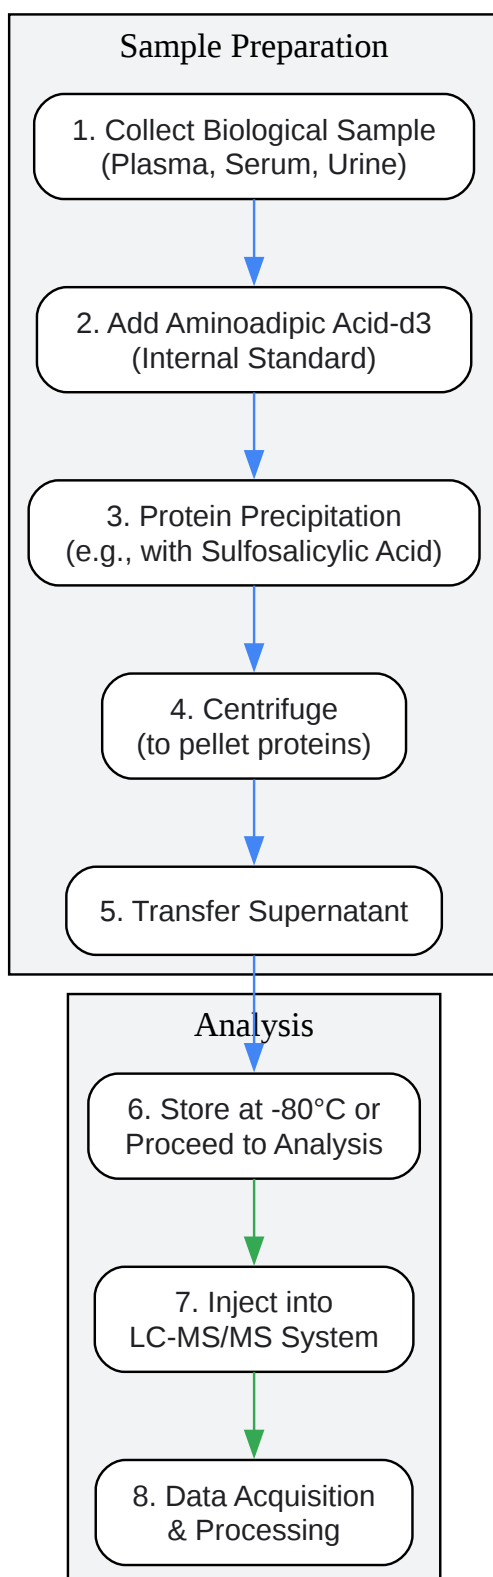 Sample Preparation
1. Collect Biological Sample
(Plasma, Serum, Urine)
2. Add Aminoadipic Acid-d3
(Internal Standard)
3. Protein Precipitation
(e.g., with Sulfosalicylic Acid)
4. Centrifuge
(to pellet proteins)
5. Transfer Supernatant
Analysis
6. Store at -80°C or
Proceed to Analysis
7. Inject into
LC-MS/MS System
8. Data Acquisition
& Processing